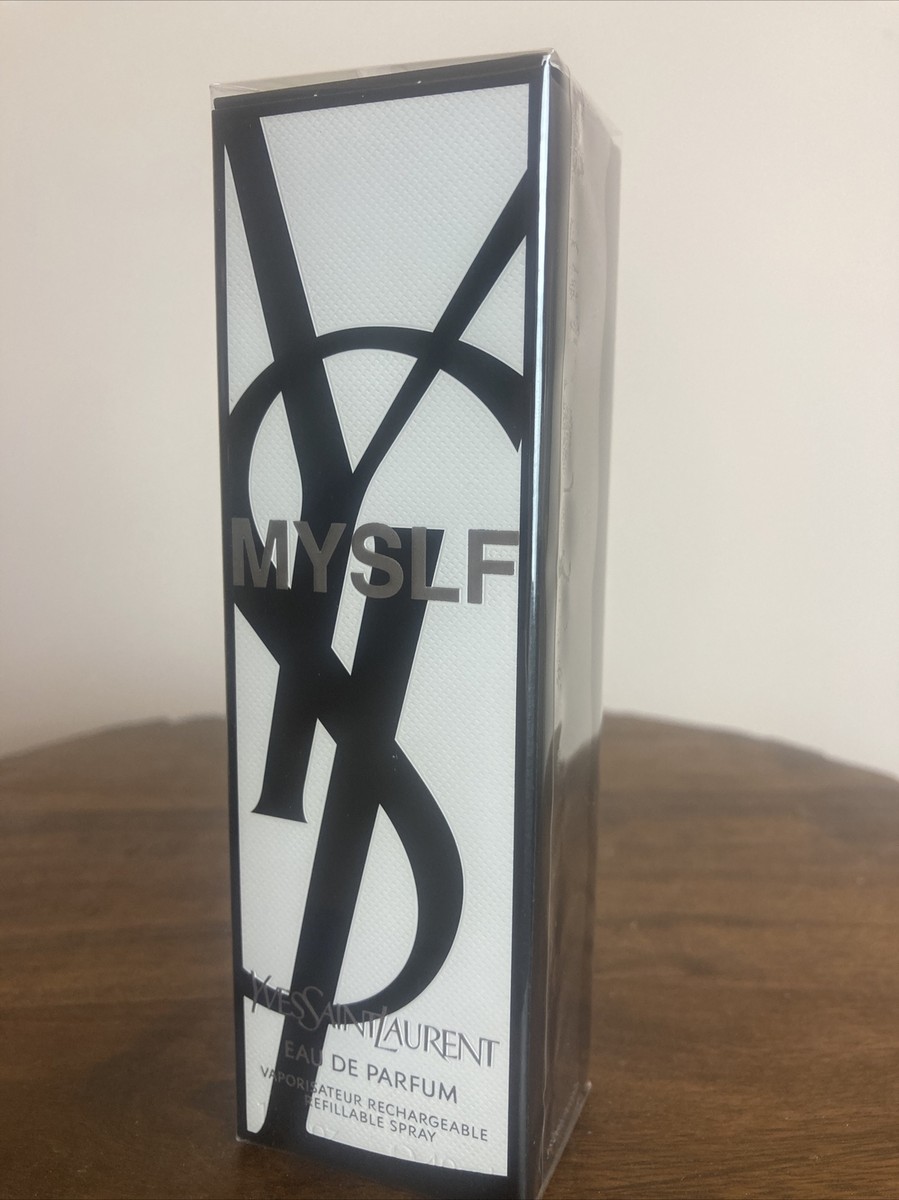 MYSLF
YVESSAINTLAURENT
EAU DE PARFUM
VAPORISATEUR RECHARGEABLE
REFILLABLE SPRAY